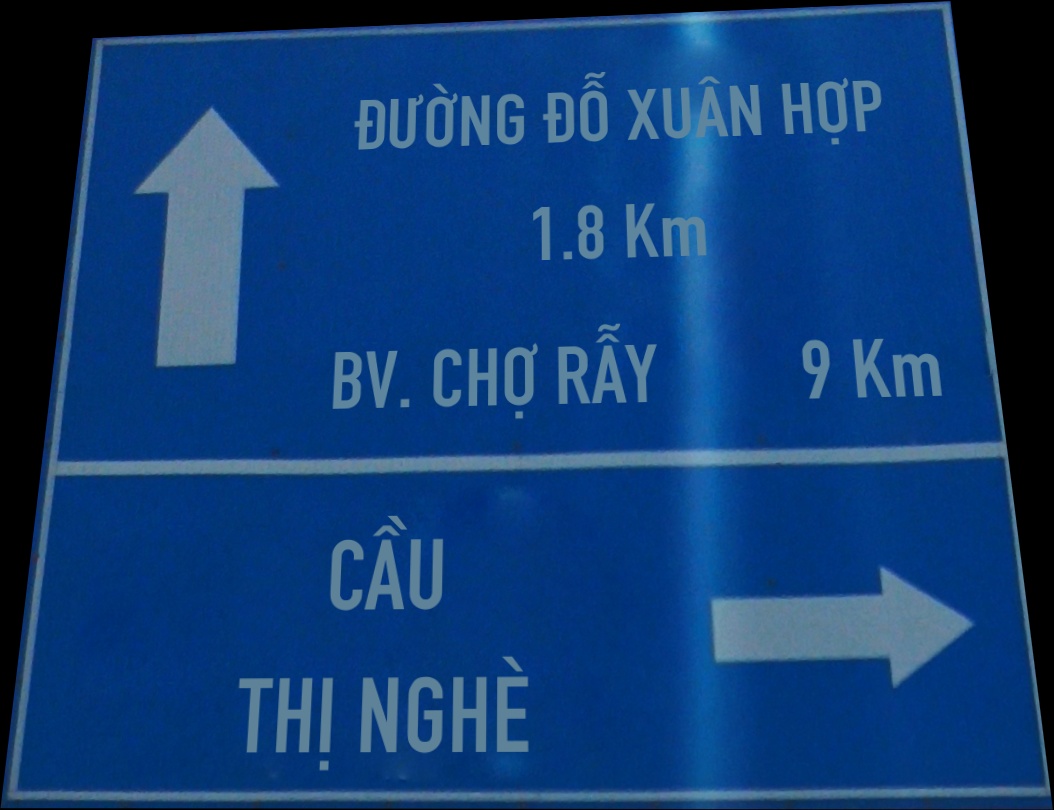 ĐƯỜNG ĐỖ XUÂN HỢP
1.8 Km
BV. CHỢ RẪY 9 Km
CẦU
THỊ NGHÈ